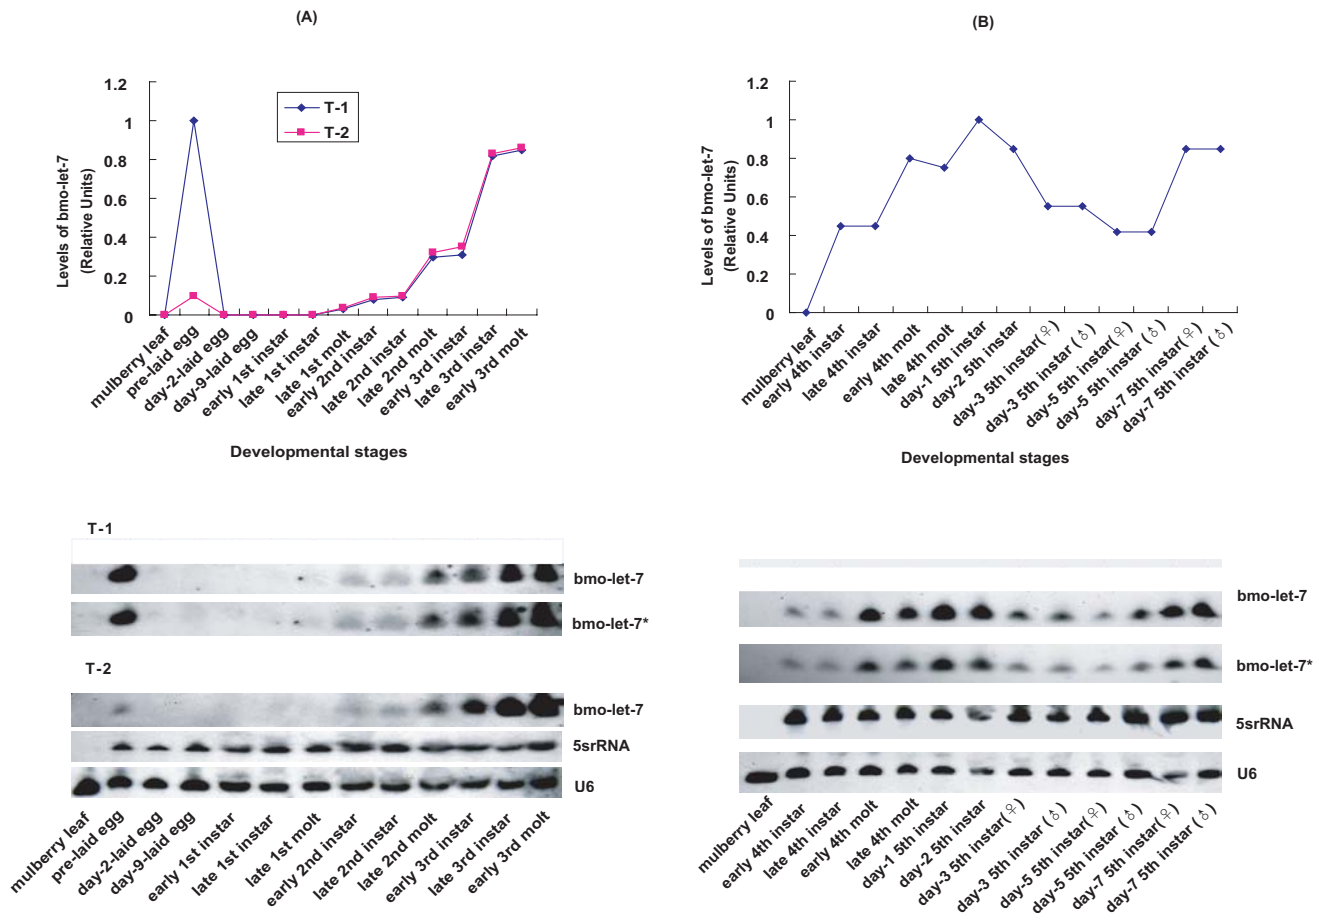 (A)
(B)
Levels of bmo-let-7
(Relative Units)
1.2
1
0.8
0.6
0.4
0.2
0
T-1
T-2
mulberry leaf
pre-laid egg
day-2-laid egg
day-9-laid egg
early 1st instar
late 1st instar
late 1st molt
early 2nd instar
late 2nd instar
late 2nd molt
early 3rd instar
late 3rd instar
early 3rd molt
Developmental stages
Levels of bmo-let-7
(Relative Units)
1.2
1
0.8
0.6
0.4
0.2
0
mulberry leaf
early 4th instar
late 4th instar
early 4th molt
late 4th molt
day-1 5th instar
day-2 5th instar
day-3 5th instar(♀)
day-3 5th instar (♂)
day-5 5th instar(♀)
day-5 5th instar (♂)
day-7 5th instar(♀)
day-7 5th instar (♂)
Developmental stages
T-1
bmo-let-7
bmo-let-7*
T-2
bmo-let-7
5srRNA
U6
mulberry leaf
pre-laid egg
day-2-laid egg
day-9-laid egg
early 1st instar
late 1st instar
late 1st molt
early 2nd instar
late 2nd instar
late 2nd molt
early 3rd instar
late 3rd instar
early 3rd molt
bmo-let-7
bmo-let-7*
5srRNA
U6
mulberry leaf
early 4th instar
late 4th instar
early 4th molt
late 4th molt
day-1 5th instar
day-2 5th instar
day-3 5th instar(♀)
day-3 5th instar (♂)
day-5 5th instar(♀)
day-5 5th instar (♂)
day-7 5th instar(♀)
day-7 5th instar (♂)